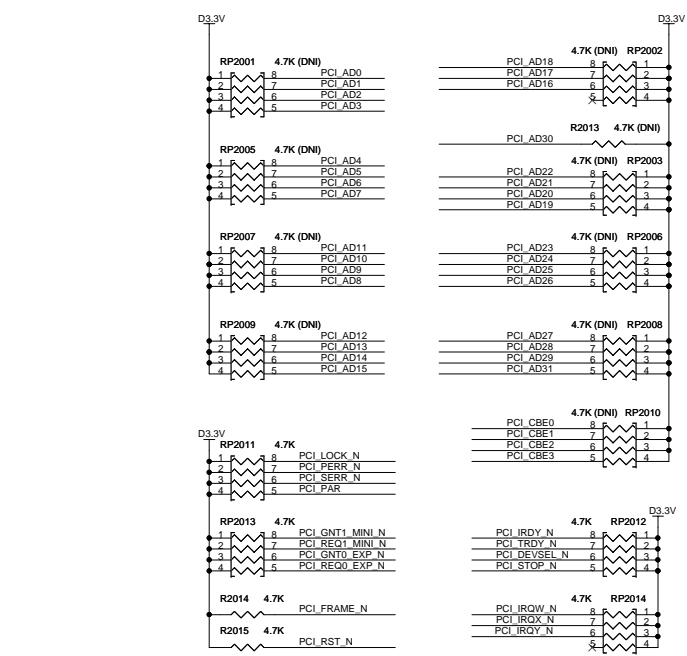 D3.3V
RP2001 4.7K (DNI)
1 8 PCI_AD0
2 7 PCI_AD1
3 6 PCI_AD2
4 5 PCI_AD3
RP2005 4.7K (DNI)
1 8 PCI_AD4
2 7 PCI_AD5
3 6 PCI_AD6
4 5 PCI_AD7
RP2007 4.7K (DNI)
1 8 PCI_AD11
2 7 PCI_AD10
3 6 PCI_AD9
4 5 PCI_AD8
RP2009 4.7K (DNI)
1 8 PCI_AD12
2 7 PCI_AD13
3 6 PCI_AD14
4 5 PCI_AD15
D3.3V
RP2011 4.7K
1 8 PCI_LOCK_N
2 7 PCI_PERR_N
3 6 PCI_SERR_N
4 5 PCI_PAR
RP2013 4.7K
1 8 PCI_GNT1_MINI_N
2 7 PCI_REQ1_MINI_N
3 6 PCI_GNT0_EXP_N
4 5 PCI_REQ0_EXP_N
R2014 4.7K
PCI_FRAME_N
R2015 4.7K
PCI_RST_N
D3.3V
4.7K (DNI) RP2002
PCI_AD18 8 1
PCI_AD17 7 2
PCI_AD16 6 3
5 4
R2013 4.7K (DNI)
PCI_AD30
4.7K (DNI) RP2003
PCI_AD22 8 1
PCI_AD21 7 2
PCI_AD20 6 3
PCI_AD19 5 4
4.7K (DNI) RP2006
PCI_AD23 8 1
PCI_AD24 7 2
PCI_AD25 6 3
PCI_AD26 5 4
4.7K (DNI) RP2008
PCI_AD27 8 1
PCI_AD28 7 2
PCI_AD29 6 3
PCI_AD31 5 4
4.7K (DNI) RP2010
PCI_CBE0 8 1
PCI_CBE1 7 2
PCI_CBE2 6 3
PCI_CBE3 5 4
D3.3V
4.7K RP2012
PCI_IRDY_N 8 1
PCI_TRDY_N 7 2
PCI_DEVSEL_N 6 3
PCI_STOP_N 5 4
4.7K RP2014
PCI_IRQW_N 8 1
PCI_IRQX_N 7 2
PCI_IRQY_N 6 3
5 4